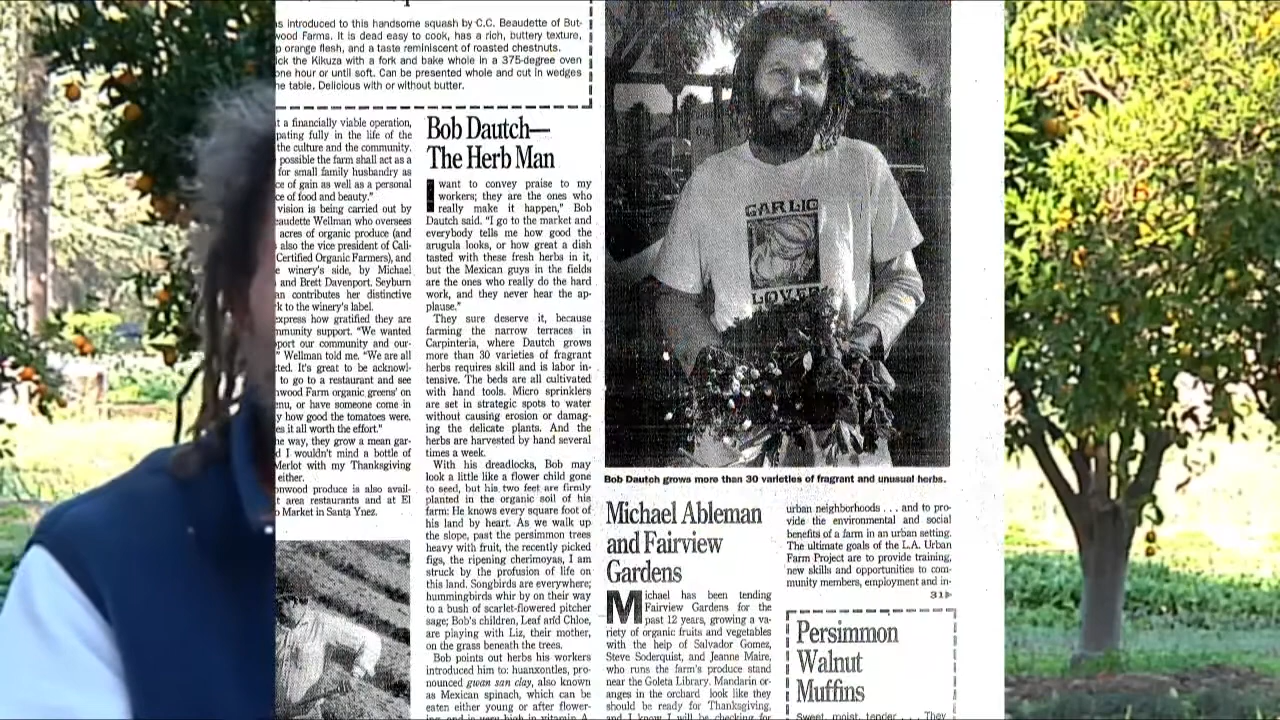 s introduced to this handsome squash by C.C. Beaudette of But-
wood Farms. It is dead easy to cook, has a rich, buttery texture,
p orange flesh, and a taste reminiscent of roasted chestnuts.
ick the Kikuza with a fork and bake whole in a 375-degree oven
one hour or until soft. Can be presented whole and cut in wedges
he table. Delicious with or without butter.
t a financially viable operation,
pating fully in the life of the
the culture and the community.
possible the farm shall act as a
for small family husbandry as
ce of gain as well as a personal
ce of food and beauty."
vision is being carried out by
eaudette Wellman who oversees
acres of organic produce (and
also the vice president of Cali-
Certified Organic Farmers), and
e winery's side, by Michael
and Brett Davenport. Seyburn
an contributes her distinctive
k to the winery's label.
express how gratified they are
mmunity support. "We wanted
port our community and our-
" Wellman told me. "We are all
ted. It's great to be acknowl-
to go to a restaurant and see
nwood Farm organic greens' on
enu, or have someone come in
y how good the tomatoes were.
es it all worth the effort."
he way, they grow a mean gar-
d I wouldn't mind a bottle of
Merlot with my Thanksgiving
either.
onwood produce is also avail-
t area restaurants and at El
o Market in Santa Ynez.
Bob Dautch—
The Herb Man
I want to convey praise to my
workers; they are the ones who
really make it happen," Bob
Dautch said. "I go to the market and
everybody tells me how good the
arugula looks, or how great a dish
tasted with these fresh herbs in it,
but the Mexican guys in the fields
are the ones who really do the hard
work, and they never hear the ap-
plause."
They sure deserve it, because
farming the narrow terraces in
Carpinteria, where Dautch grows
more than 30 varieties of fragrant
herbs requires skill and is labor in-
tensive. The beds are all cultivated
with hand tools. Micro sprinklers
are set in strategic spots to water
without causing erosion or damag-
ing the delicate plants. And the
herbs are harvested by hand several
times a week.
With his dreadlocks, Bob may
look a little like a flower child gone
to seed, but his two feet are firmly
planted in the organic soil of his
farm: He knows every square foot of
his land by heart. As we walk up
the slope, past the persimmon trees
heavy with fruit, the recently picked
figs, the ripening cherimoyas, I am
struck by the profusion of life on
this land. Songbirds are everywhere;
hummingbirds whir by on their way
to a bush of scarlet-flowered pitcher
sage; Bob's children, Leaf and Chloe,
are playing with Liz, their mother,
on the grass beneath the trees.
Bob points out herbs his workers
introduced him to: huanxontles, pro-
nounced gwan san clay, also known
as Mexican spinach, which can be
eaten either young or after flower-
ing and is very high in vitamin A
GARLIC
LOVER
Bob Dautch grows more than 30 varieties of fragrant and unusual herbs.
Michael Ableman
and Fairview
Gardens
Michael has been tending
Fairview Gardens for the
past 12 years, growing a va-
riety of organic fruits and vegetables
with the help of Salvador Gomez,
Steve Soderquist, and Jeanne Maire,
who runs the farm's produce stand
near the Goleta Library. Mandarin or-
anges in the orchard look like they
should be ready for Thanksgiving,
and I know I will be checking for
urban neighborhoods . . . and to pro-
vide the environmental and social
benefits of a farm in an urban setting.
The ultimate goals of the L.A. Urban
Farm Project are to provide training,
new skills and opportunities to com-
munity members, employment and in-
31
Persimmon
Walnut
Muffins
Sweet, moist, tender . . . They